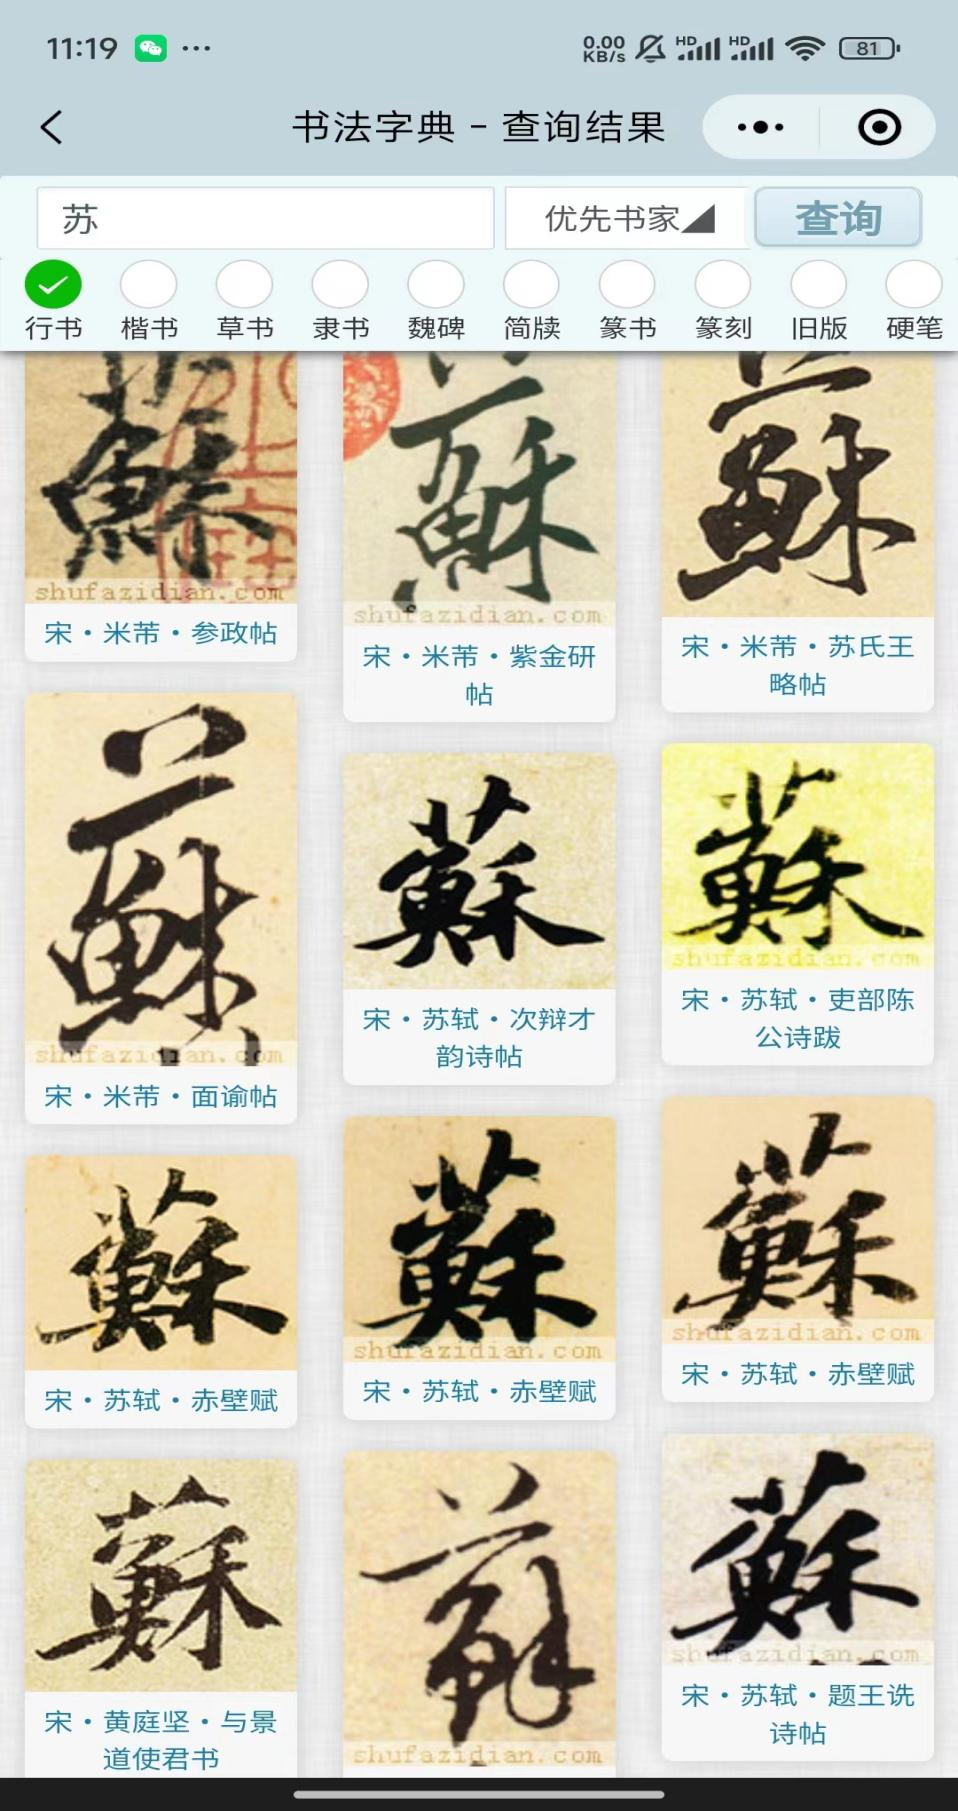 11:19 ...
0.00 KB/s HD HD 81
书法字典 - 查询结果
苏 优先书家 查询
行书 楷书 草书 隶书 魏碑 简牍 篆书 篆刻 旧版 硬笔
蘇
shufazidian.com
宋·米芾·参政帖
蘇
shufazidian.com
宋·米芾·紫金研
帖
蘇
宋·米芾·苏氏王
略帖
蘇
shufazidian.com
宋·米芾·面谕帖
蘇
宋·苏轼·次辩才
韵诗帖
蘇
shufazidian.com
宋·苏轼·吏部陈
公诗跋
蘇
宋·苏轼·赤壁赋
蘇
shufazidian.com
宋·苏轼·赤壁赋
蘇
shufazidian.com
宋·苏轼·赤壁赋
蘇
宋·黄庭坚·与景
道使君书
蘇
shufazidian.com
蘇
shufazidian.com
宋·苏轼·题王诜
诗帖